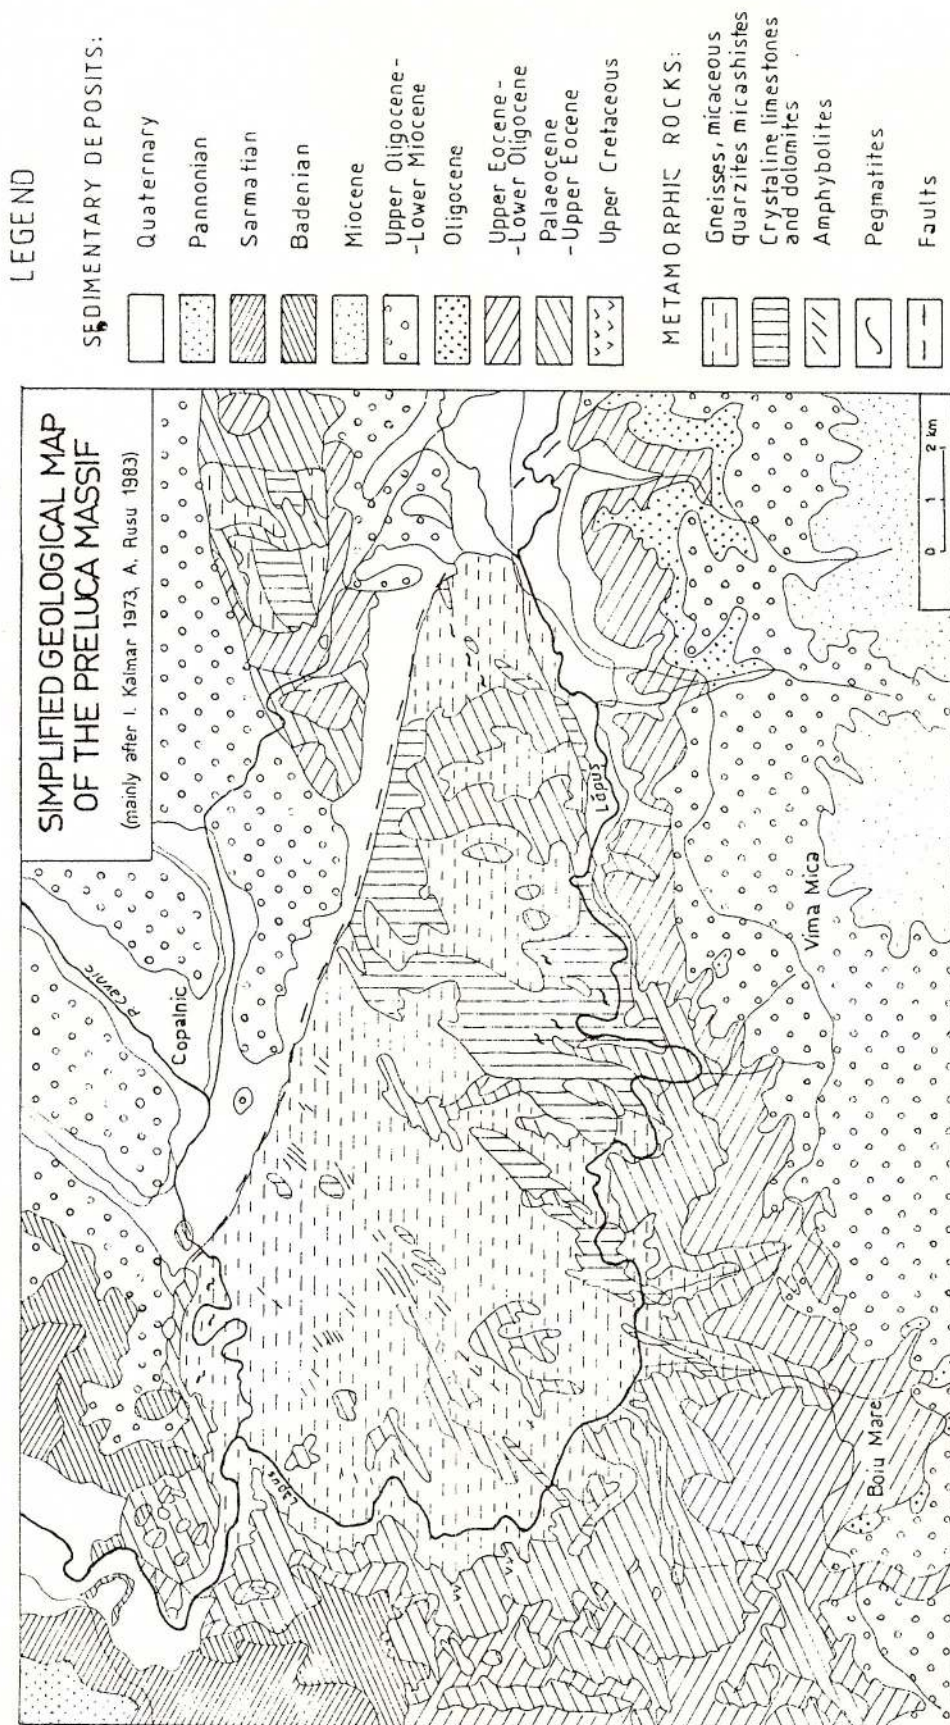 SIMPLIFIED GEOLOGICAL MAP
OF THE PRELUCA MASSIF
(mainly after I. Kalmar 1973, A. Rusu 1983)
Copalnic
Lăpuş
Lăpuş
Vima Mica
Boiu Mare
0 1 2 km
LEGEND
SEDIMENTARY DEPOSITS:
Quaternary
Pannonian
Sarmatian
Badenian
Miocene
Upper Oligocene-
-Lower Miocene
Oligocene
Upper Eocene-
-Lower Oligocene
Palaeocene
-Upper Eocene
Upper Cretaceous
METAMORPHIC ROCKS:
Gneisses, micaceous
quarzites micashistes
Crystaline limestones
and dolomites
Amphybolites
Pegmatites
Faults